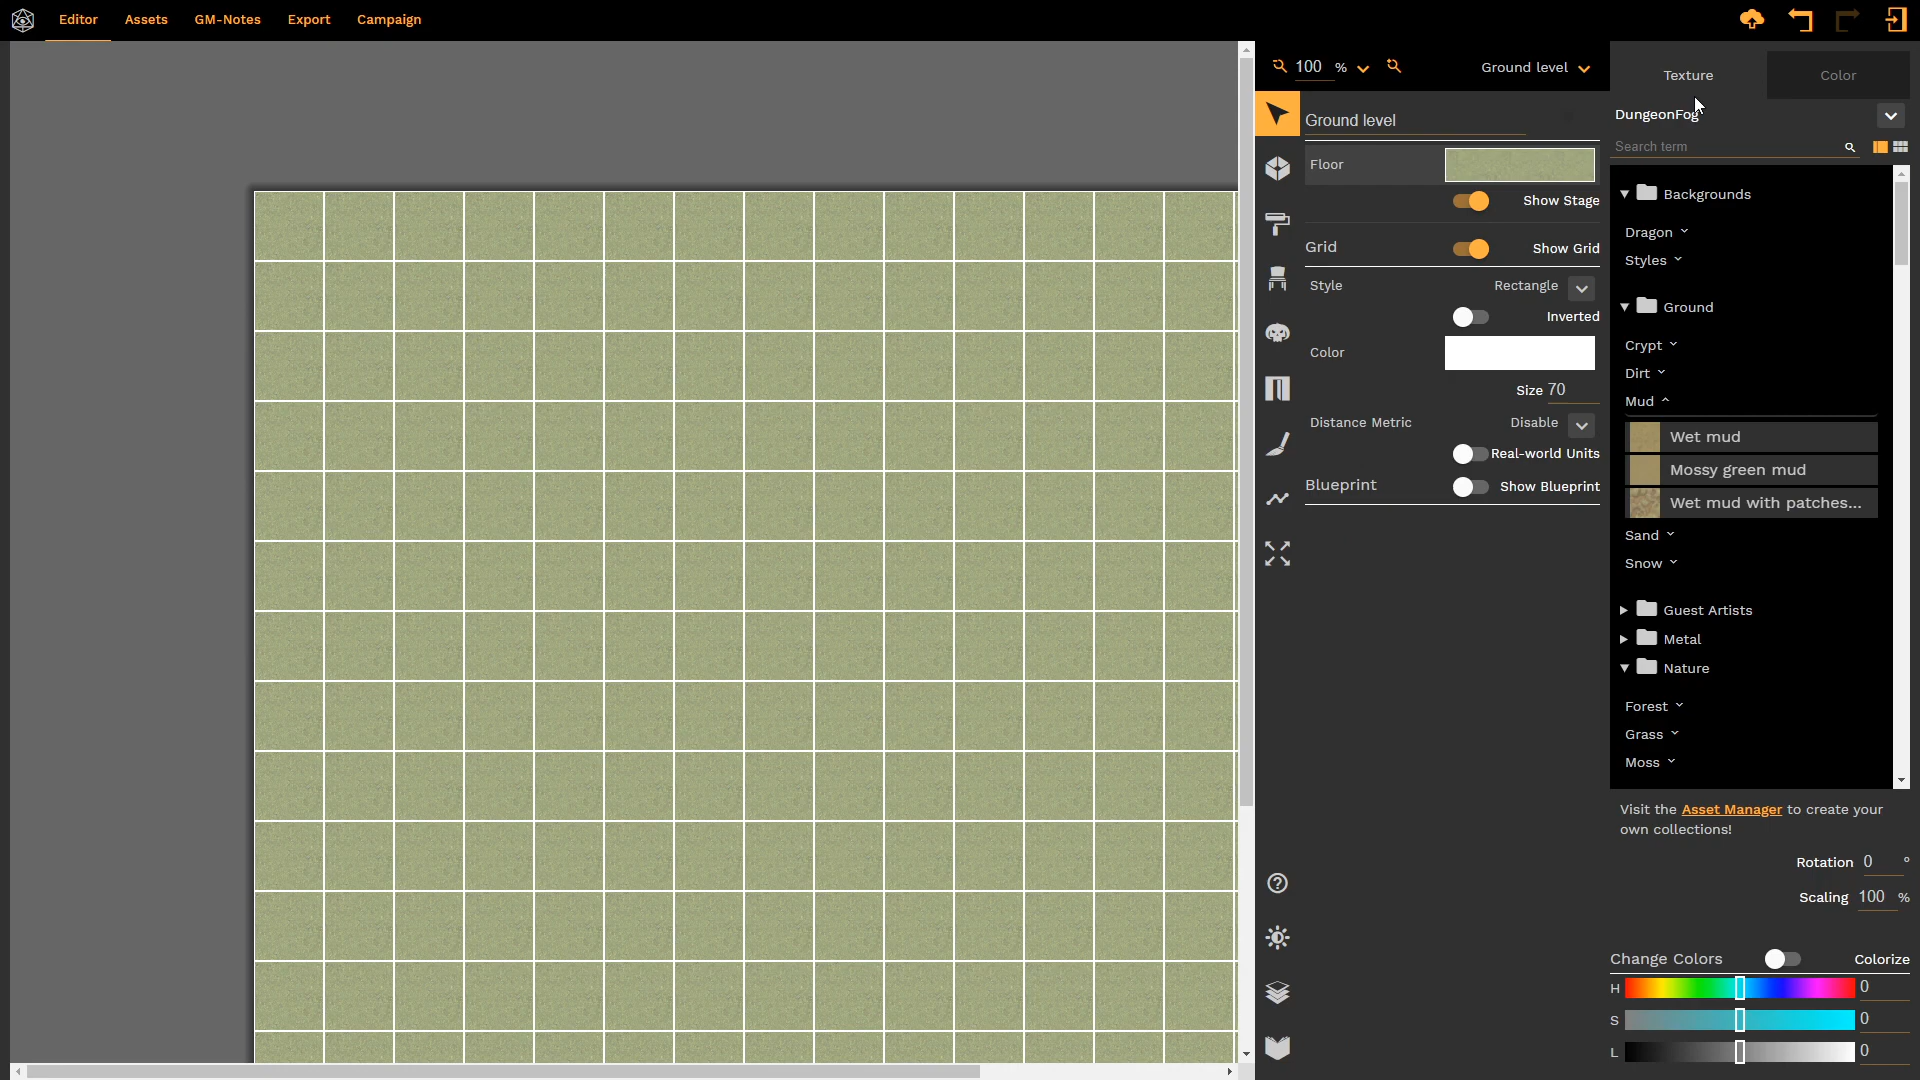 Editor Assets GM-Notes Export Campaign
100 % Ground level
Texture Color
DungeonFog
Search term
Ground level
Floor
Show Stage
Grid Show Grid
Style Rectangle
Inverted
Color
Size 70
Distance Metric Disable
Real-world Units
Blueprint Show Blueprint
Backgrounds
Dragon
Styles
Ground
Crypt
Dirt
Mud
Wet mud
Mossy green mud
Wet mud with patches...
Sand
Snow
Guest Artists
Metal
Nature
Forest
Grass
Moss
Visit the Asset Manager to create your
own collections!
Rotation 0 °
Scaling 100 %
Change Colors Colorize
H 0
S 0
L 0